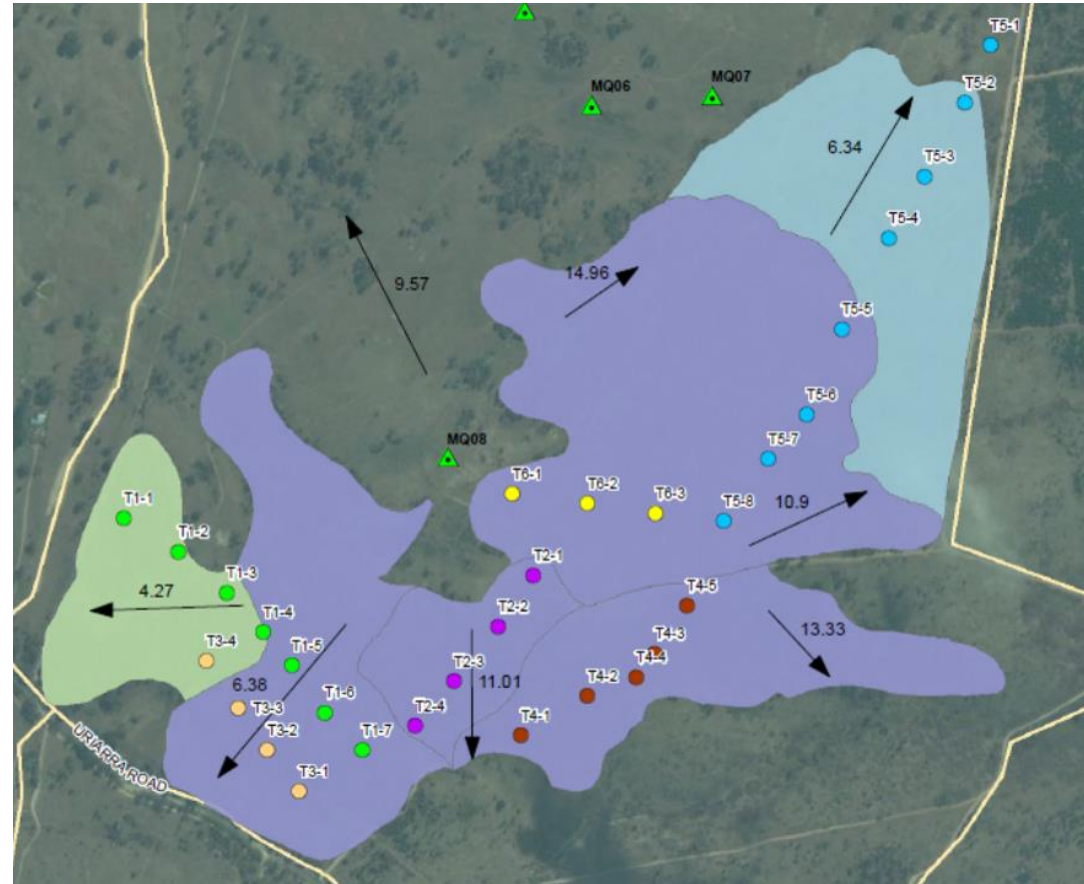 T5-1
MQ06
MQ07
T5-2
6.34
T5-3
T5-4
14.96
9.57
T5-5
T5-6
MQ08
T5-7
T6-1
T6-2
T6-3
T5-8
10.9
T1-1
T1-2
T2-1
T1-3
4.27
T4-5
T2-2
T1-4
13.33
T3-4
T1-5
T4-3
T2-3
T4-4
6.38
11.01
T4-2
T3-3
T1-6
T2-4
T4-1
T3-2
T1-7
URIARRA ROAD
T3-1